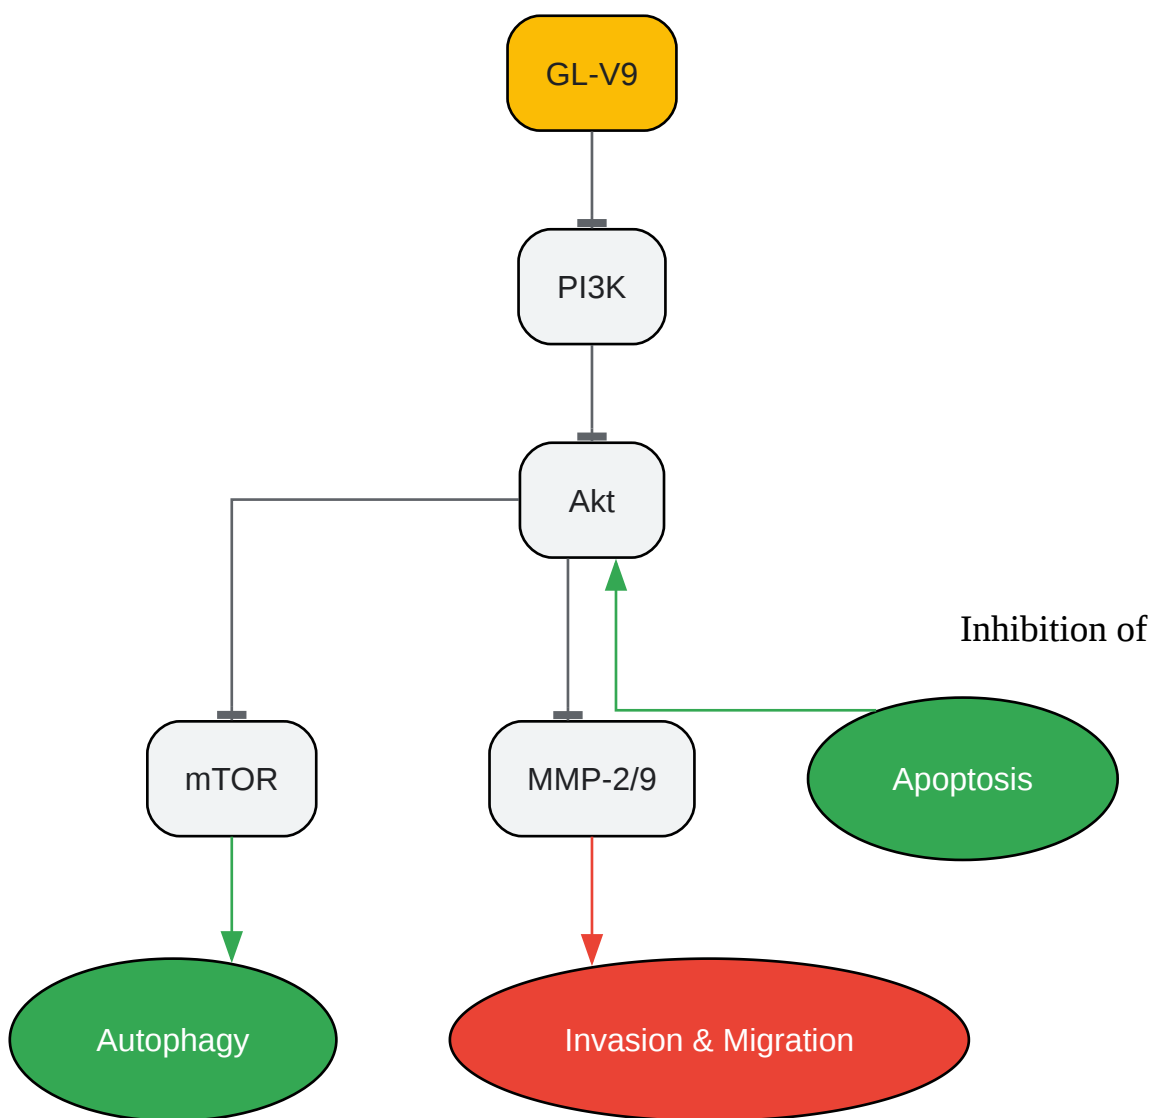 GL-V9
PI3K
Akt
Inhibition of
mTOR
MMP-2/9
Apoptosis
Autophagy
Invasion & Migration